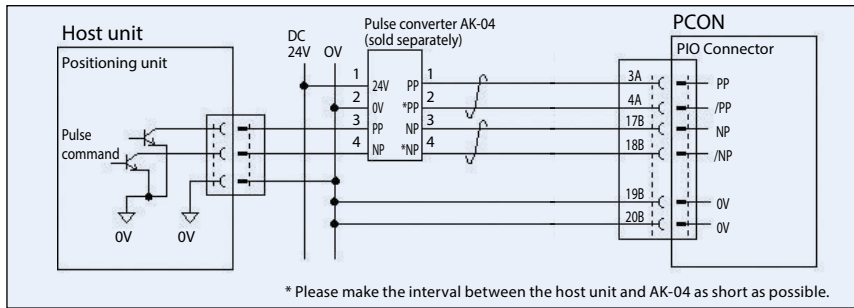 Host unit
Positioning unit
Pulse
command
0V
0V
DC
24V
0V
Pulse converter AK-04
(sold separately)
1
2
3
4
24V
0V
PP
NP
PP
*PP
NP
*NP
1
2
3
4
PCON
PIO Connector
3A
4A
17B
18B
19B
20B
PP
/PP
NP
/NP
0V
0V
* Please make the interval between the host unit and AK-04 as short as possible.